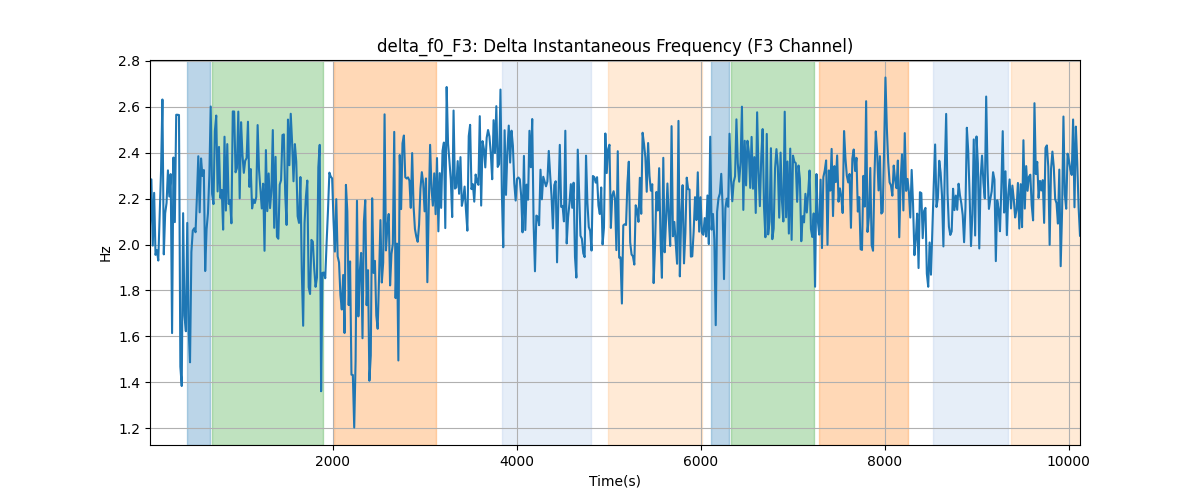 delta_f0_F3: Delta Instantaneous Frequency (F3 Channel)
2.8
2.6
2.4
2.2
2.0
1.8
1.6
1.4
1.2
Hz
2000 4000 6000 8000 10000
Time(s)